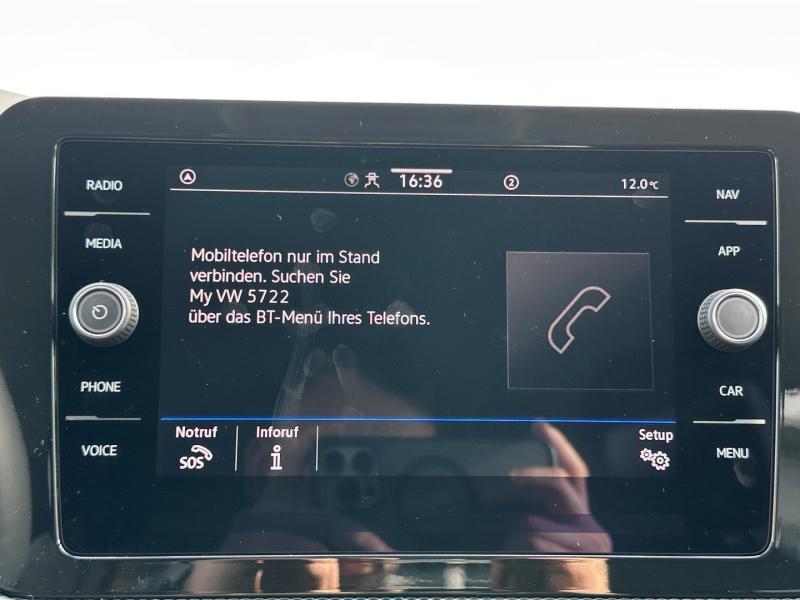 RADIO
MEDIA
PHONE
VOICE
16:36
2
12.0°C
Mobiltelefon nur im Stand
verbinden. Suchen Sie
My VW 5722
über das BT-Menü Ihres Telefons.
Notruf
SOS
Inforuf
i
Setup
NAV
APP
CAR
MENU